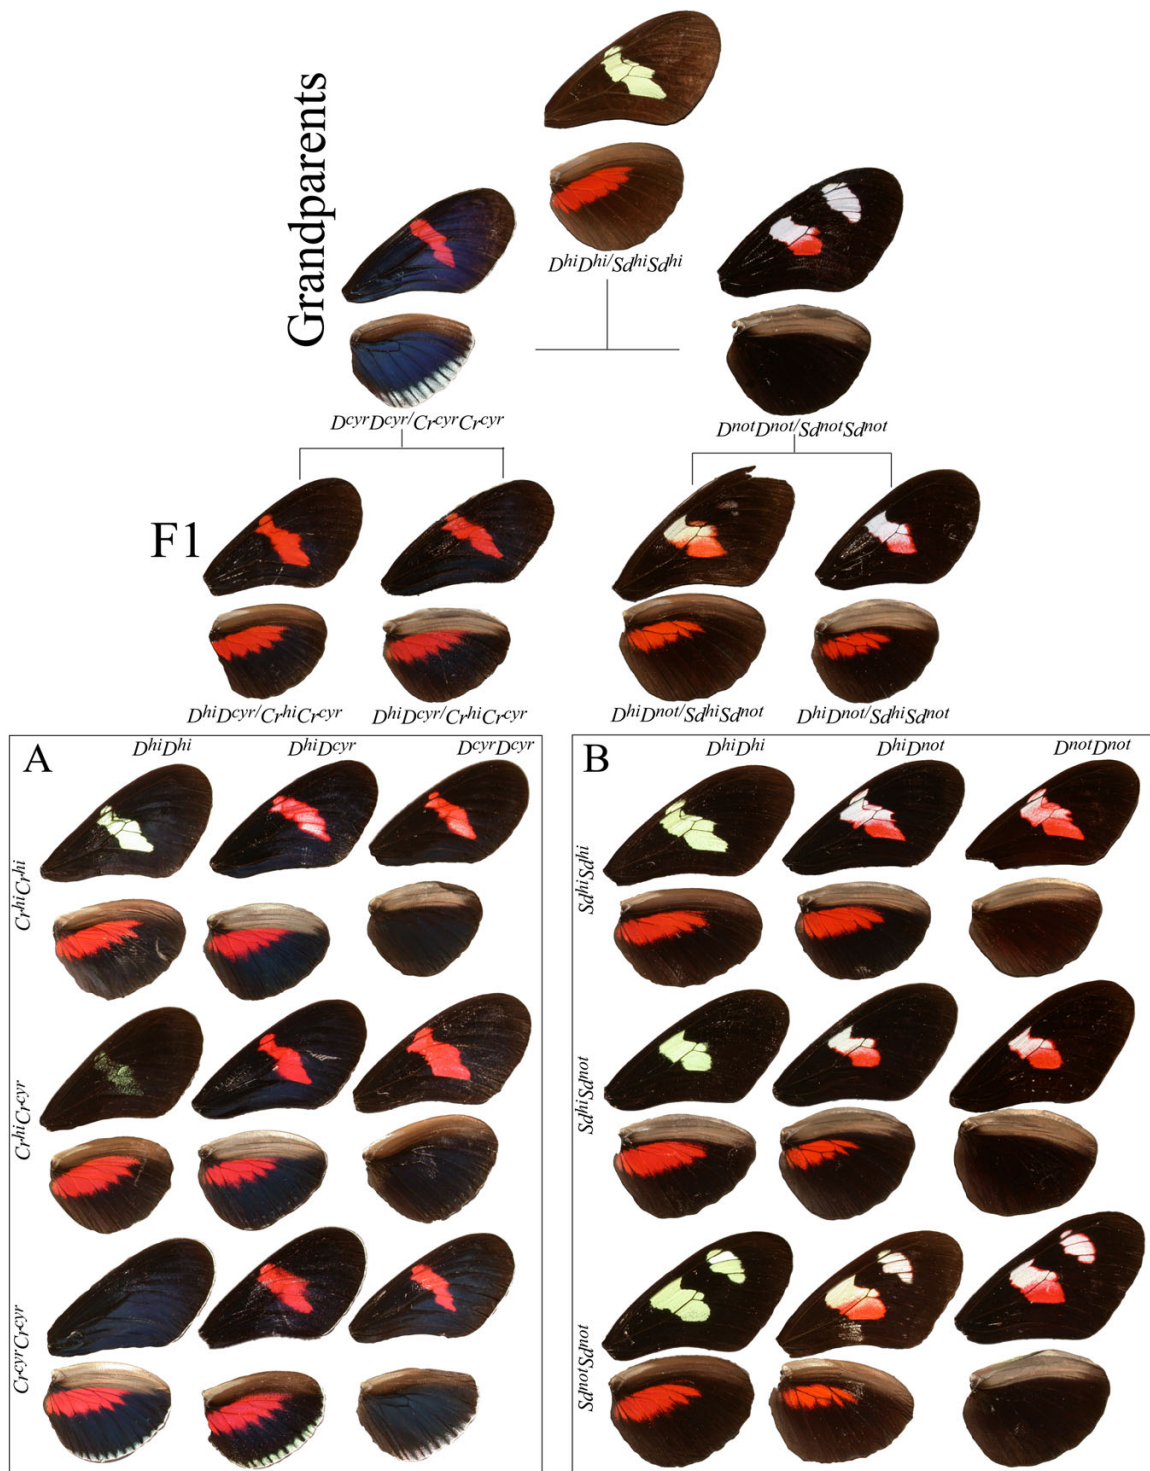 Grandparents
DhiDhi/SdhiSdhi
DcyrDcyr/CrcyrCrcyr
DnotDnot/SdnotSdnot
F1
DhiDcyr/CrhiCrcyr
DhiDcyr/CrhiCrcyr
DhiDnot/SdhiSdnot
DhiDnot/SdhiSdnot
A
DhiDhi
DhiDcyr
DcyrDcyr
CrhiCrhi
CrhiCrcyr
CrcyrCrcyr
B
DhiDhi
DhiDnot
DnotDnot
SdhiSdhi
SdhiSdnot
SdnotSdnot